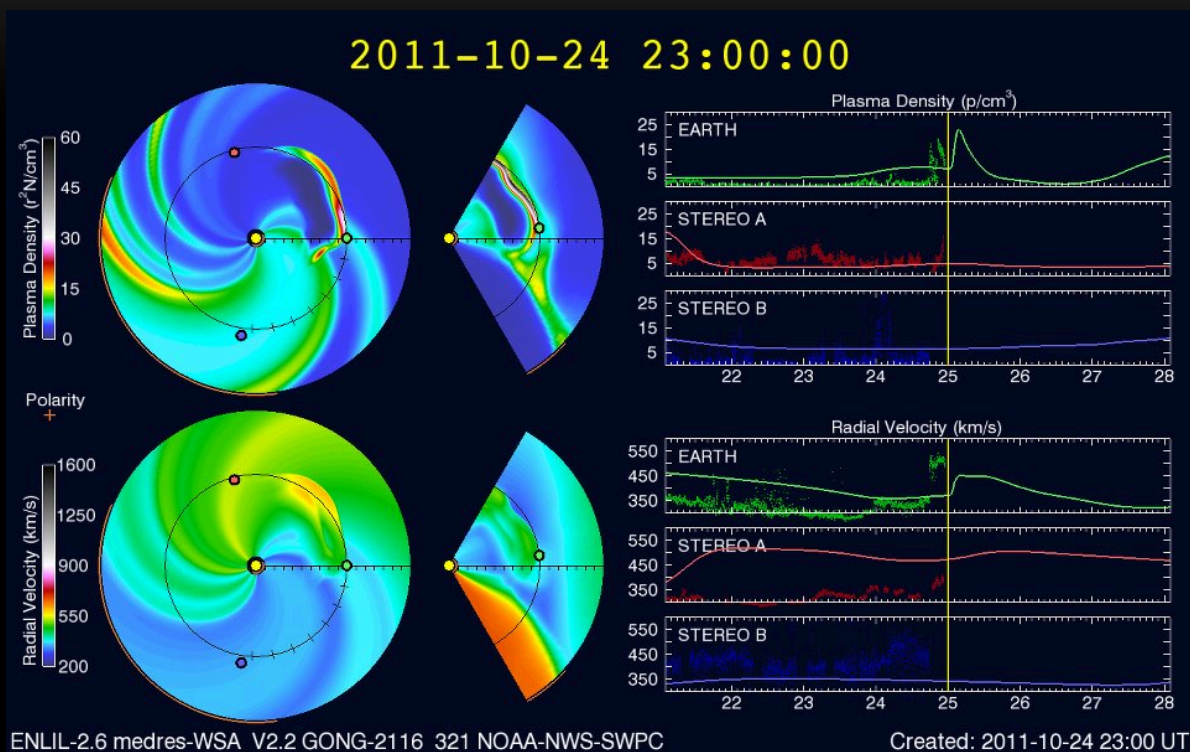 2011-10-24 23:00:00
Plasma Density (r²N/cm³)
60
45
30
15
0
Plasma Density (p/cm³)
EARTH
25
15
5
STEREO A
25
15
5
STEREO B
25
15
5
22 23 24 25 26 27 28
Polarity
+
Radial Velocity (km/s)
1600
1250
900
550
200
Radial Velocity (km/s)
EARTH
550
450
350
STEREO A
550
450
350
STEREO B
550
450
350
22 23 24 25 26 27 28
ENLIL-2.6 medres-WSA V2.2 GONG-2116 321 NOAA-NWS-SWPC
Created: 2011-10-24 23:00 UT